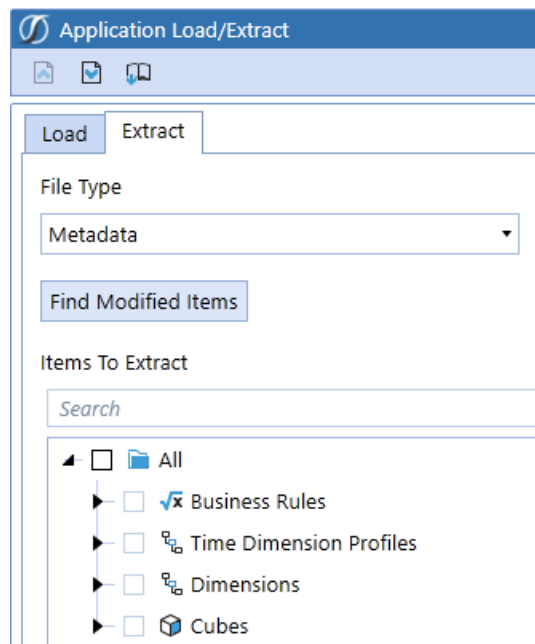 Application Load/Extract
Load Extract
File Type
Metadata
Find Modified Items
Items To Extract
Search
All
Business Rules
Time Dimension Profiles
Dimensions
Cubes